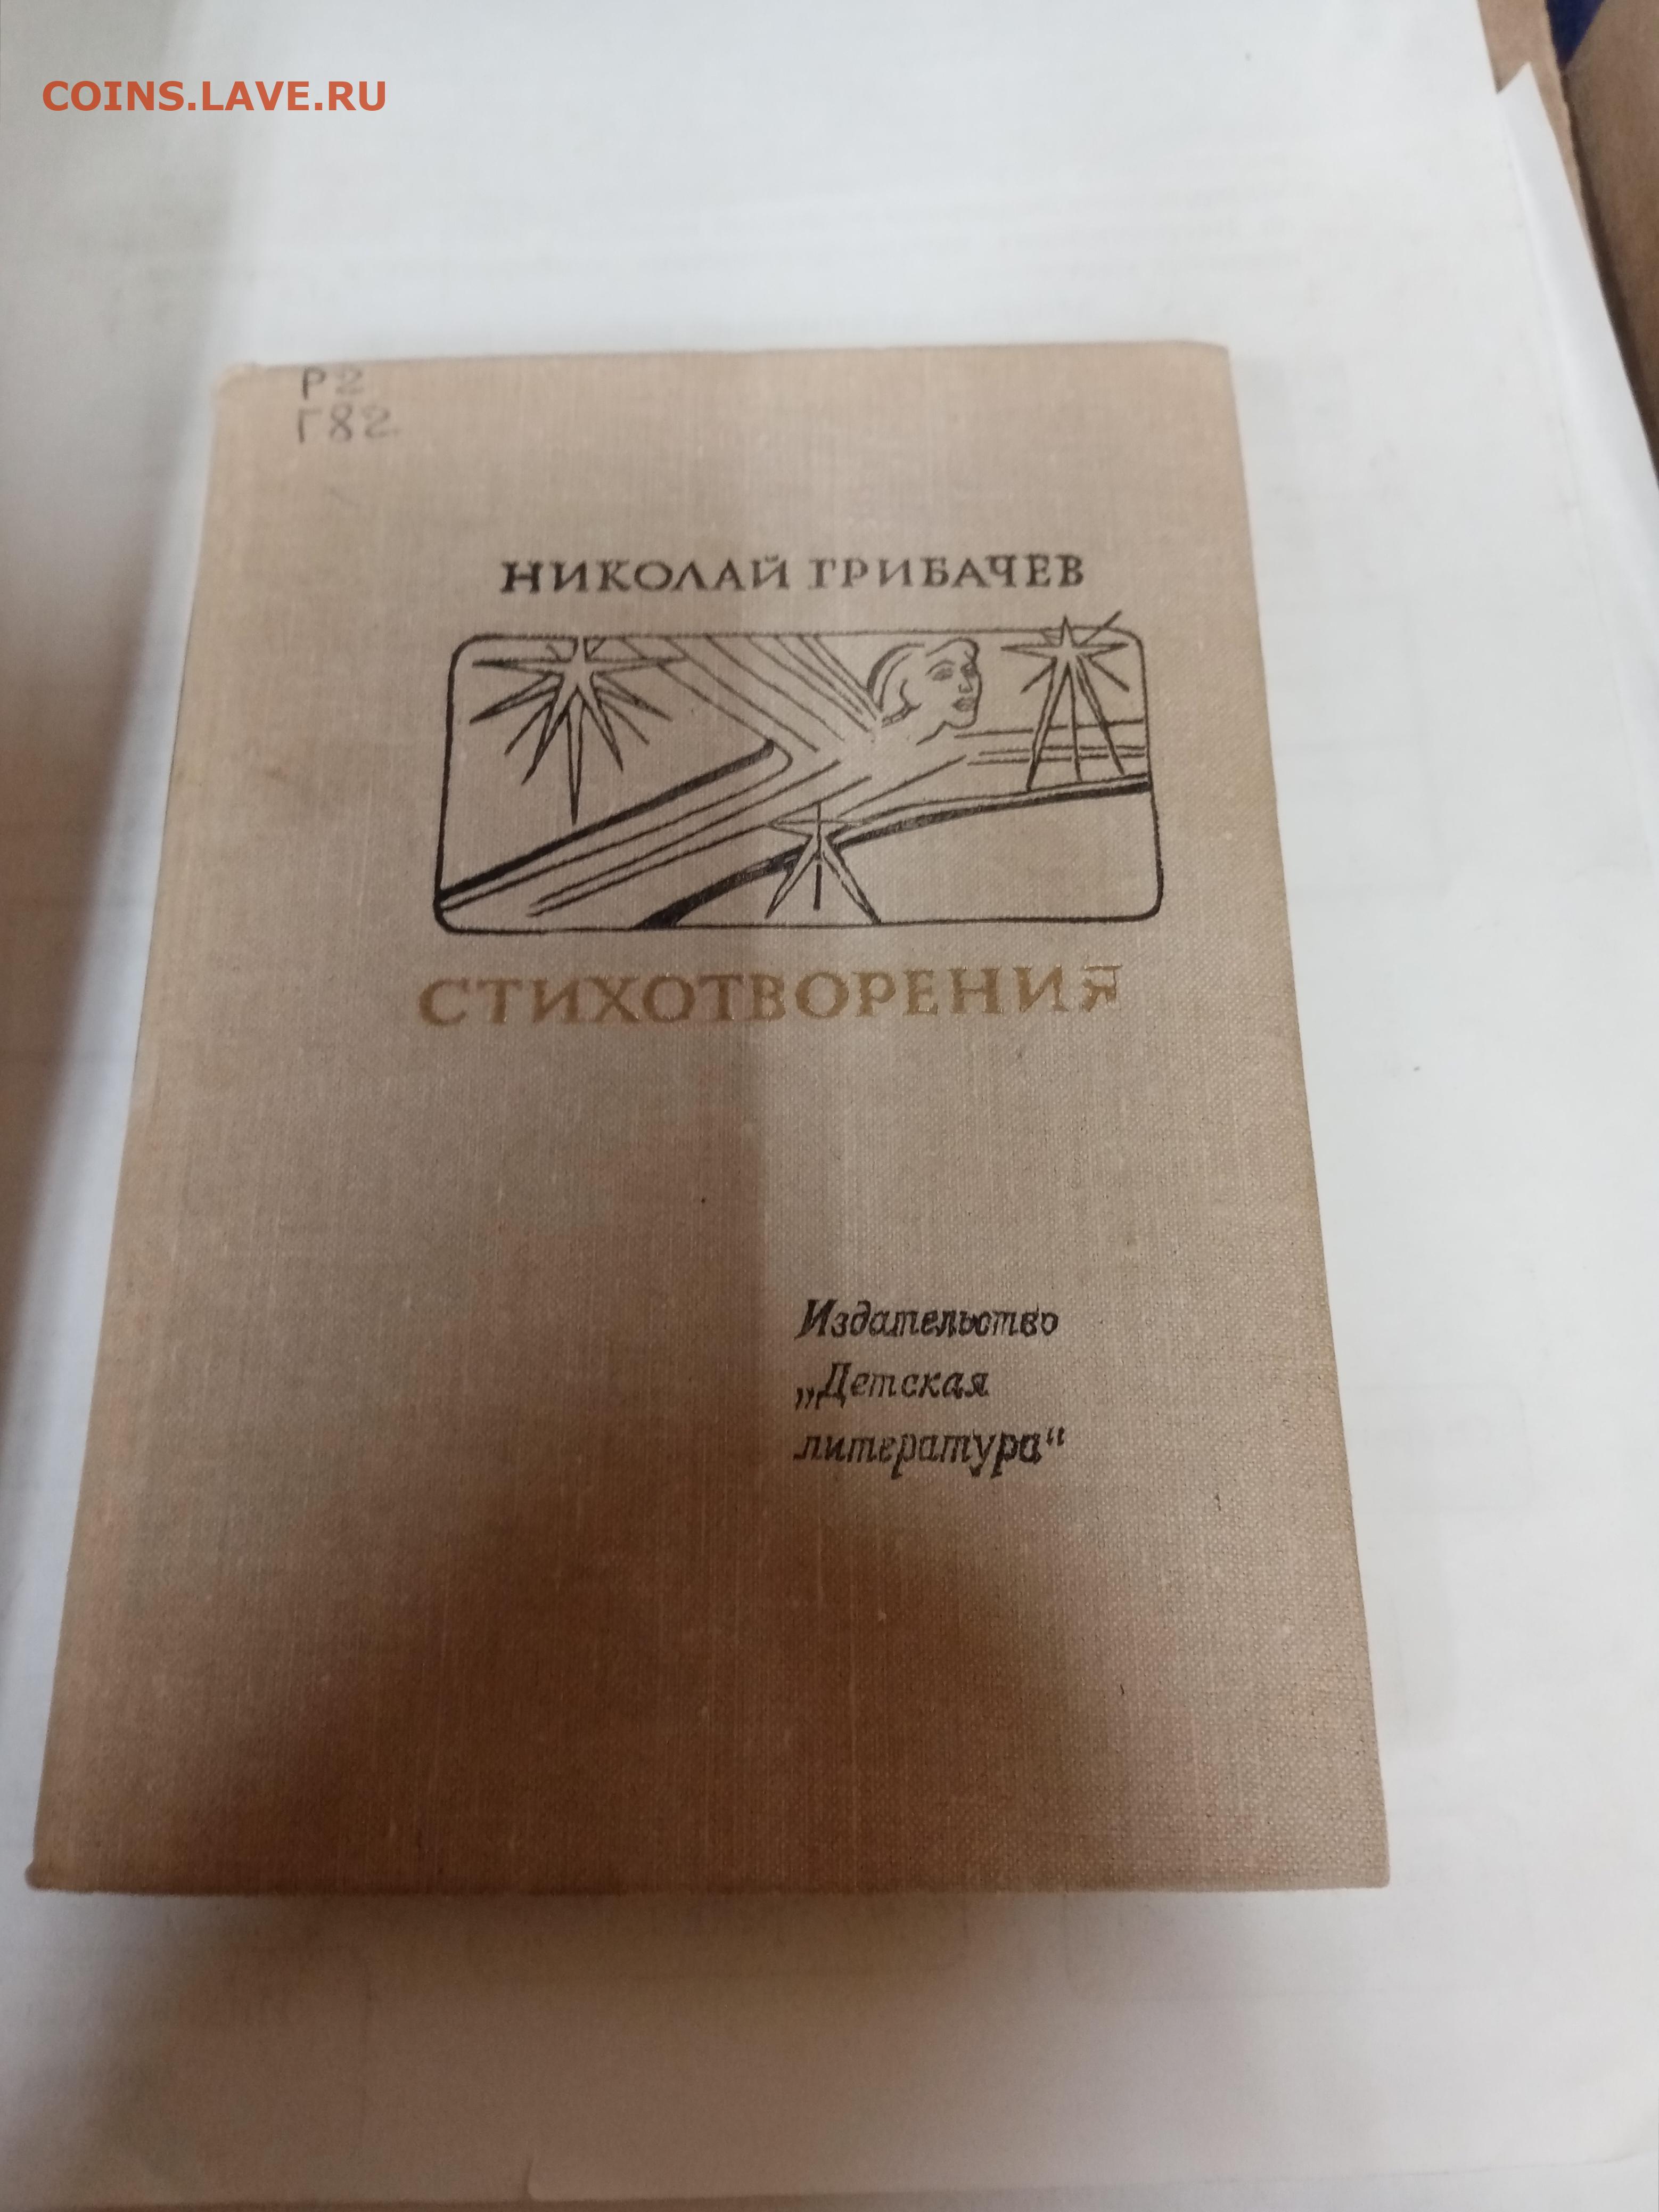 COINS.LAVE.RU
Р2
Г82
НИКОЛАЙ ГРИБАЧЕВ
СТИХОТВОРЕНИЯ
Издательство
„Детская
литература“